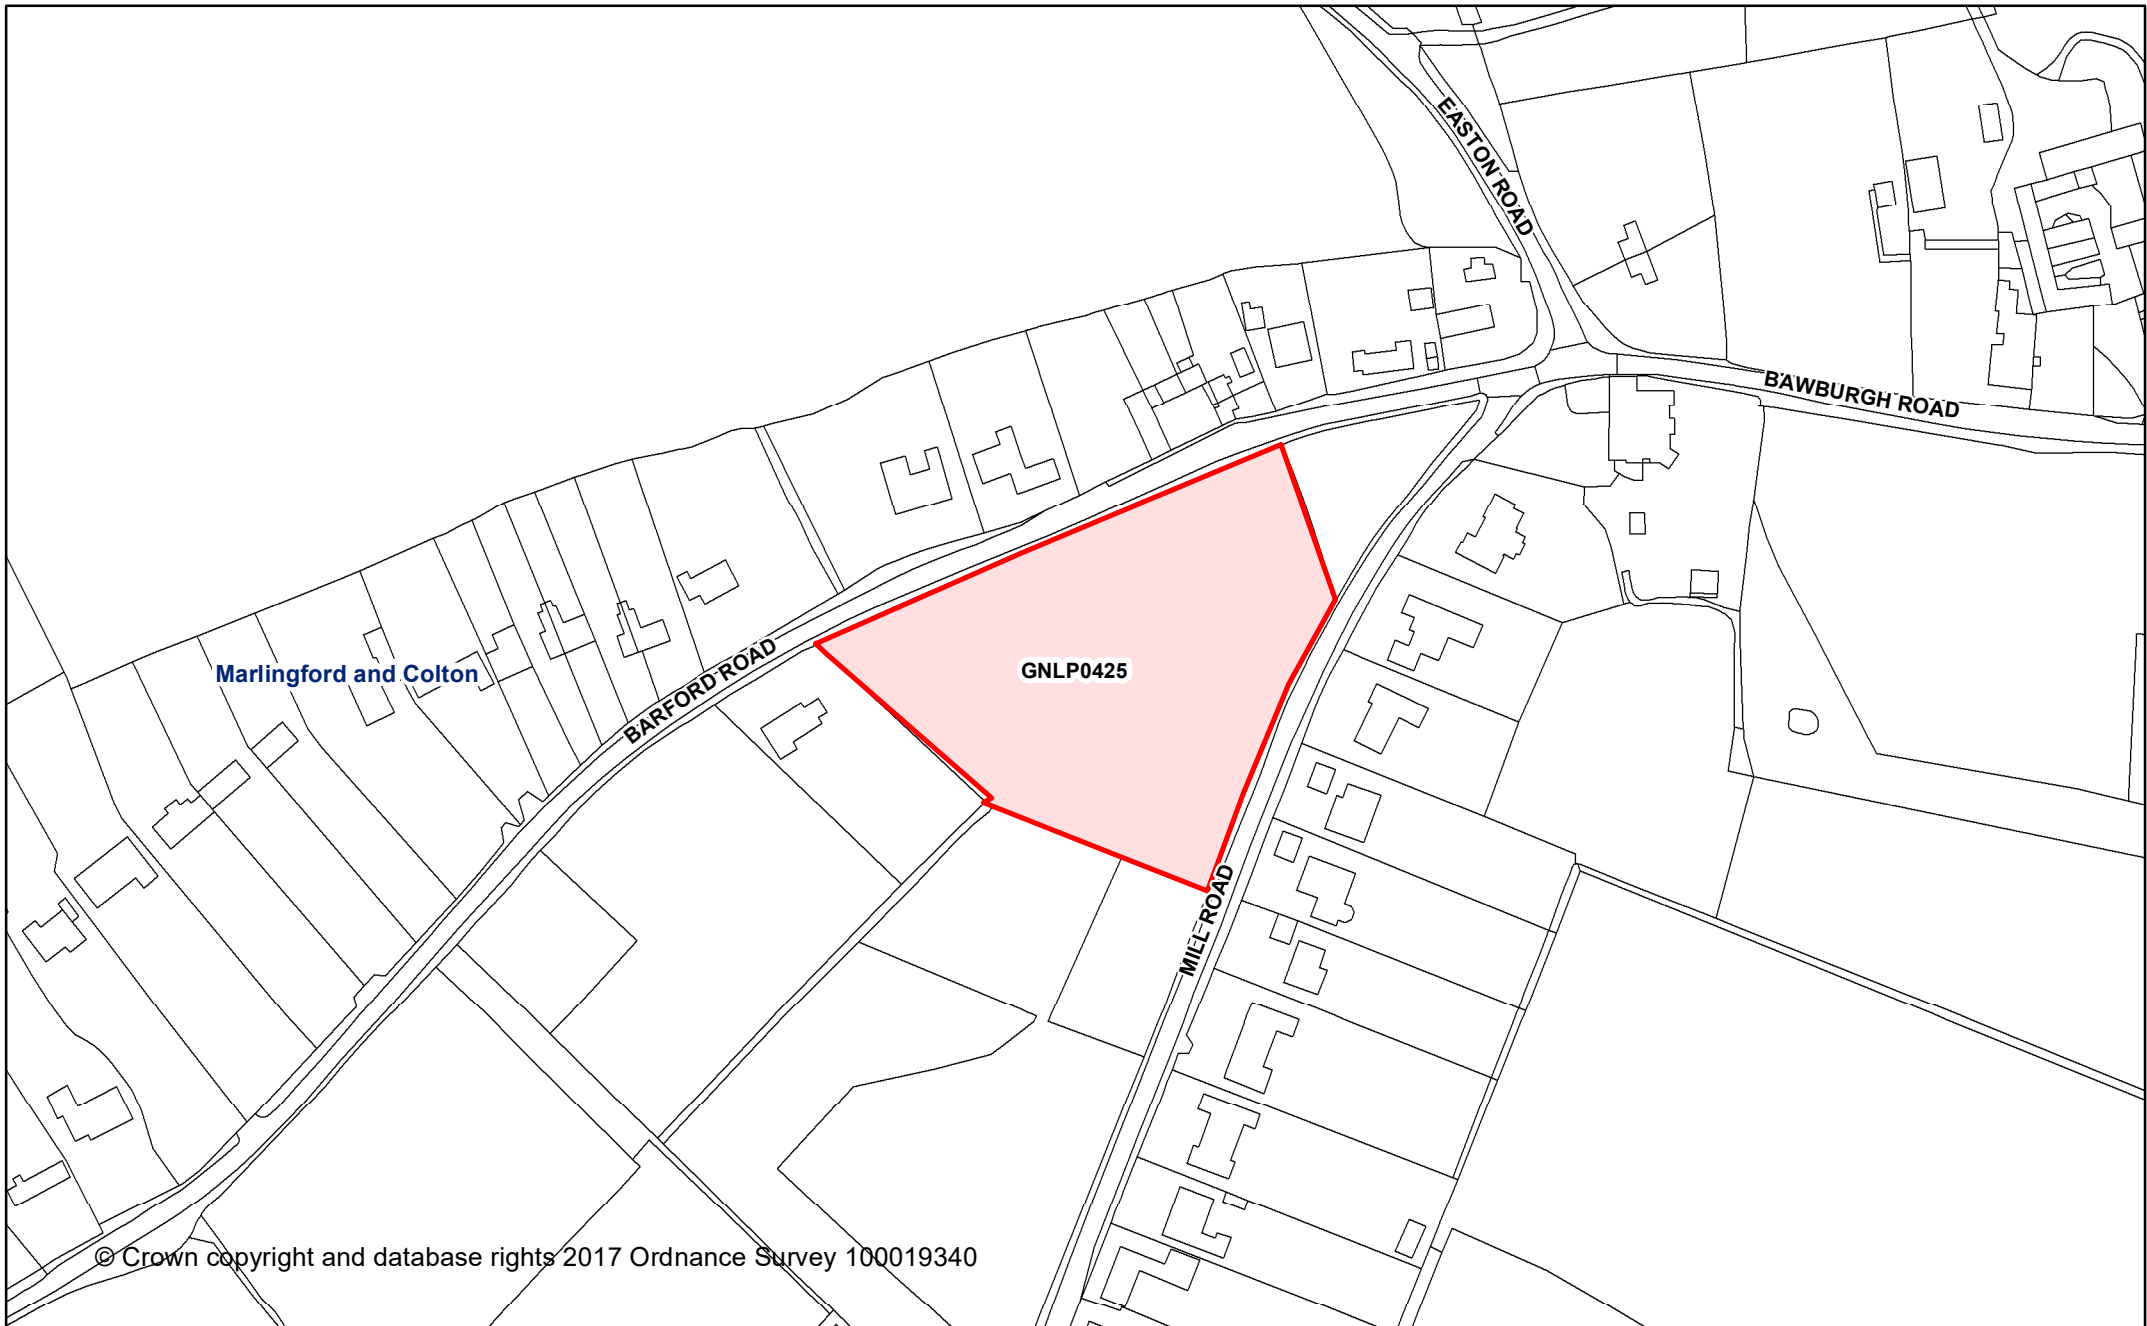 EASTON ROAD
BAWBURGH ROAD
Marlingford and Colton
BARFORD ROAD
GNLP0425
MILL ROAD
© Crown copyright and database rights 2017 Ordnance Survey 100019340